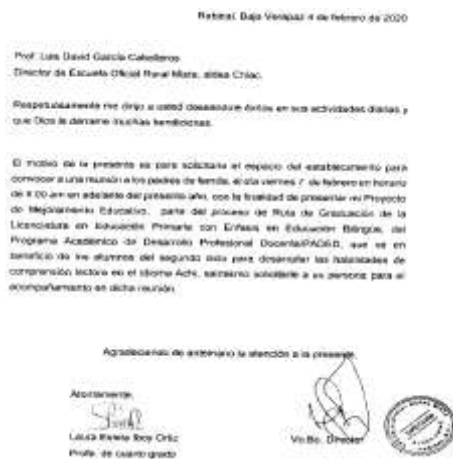 Rabinal, Baja Verapaz 4 de febrero de 2020
Prof. Luis David García Caballeros
Director de Escuela Oficial Rural Mixta, aldea Chiac.
Respetuosamente me dirijo a usted deseándole éxitos en sus actividades diarias y
que Dios le derrame muchas bendiciones.
El motivo de la presente es para solicitarle el espacio del establecimiento para
convocar a una reunión a los padres de familia, el día viernes 7 de febrero en horario
de 8:00 am en adelante del presente año, con la finalidad de presentar mi Proyecto
de Mejoramiento Educativo, parte del proceso de Ruta de Graduación de la
Licenciatura en Educación Primaria con Énfasis en Educación Bilingüe, del
Programa Académico de Desarrollo Profesional Docente/PADEP/D, que va en
beneficio de los alumnos del segundo ciclo para desarrollar las habilidades de
comprensión lectora en el idioma Achi, asimismo solicitarle a su persona para el
acompañamiento en dicha reunión.
Agradeciendo de antemano la atención a la presente.
Atentamente,
Laura Estela Ortiz
Vo.Bo. Director
Profa. de cuarto grado